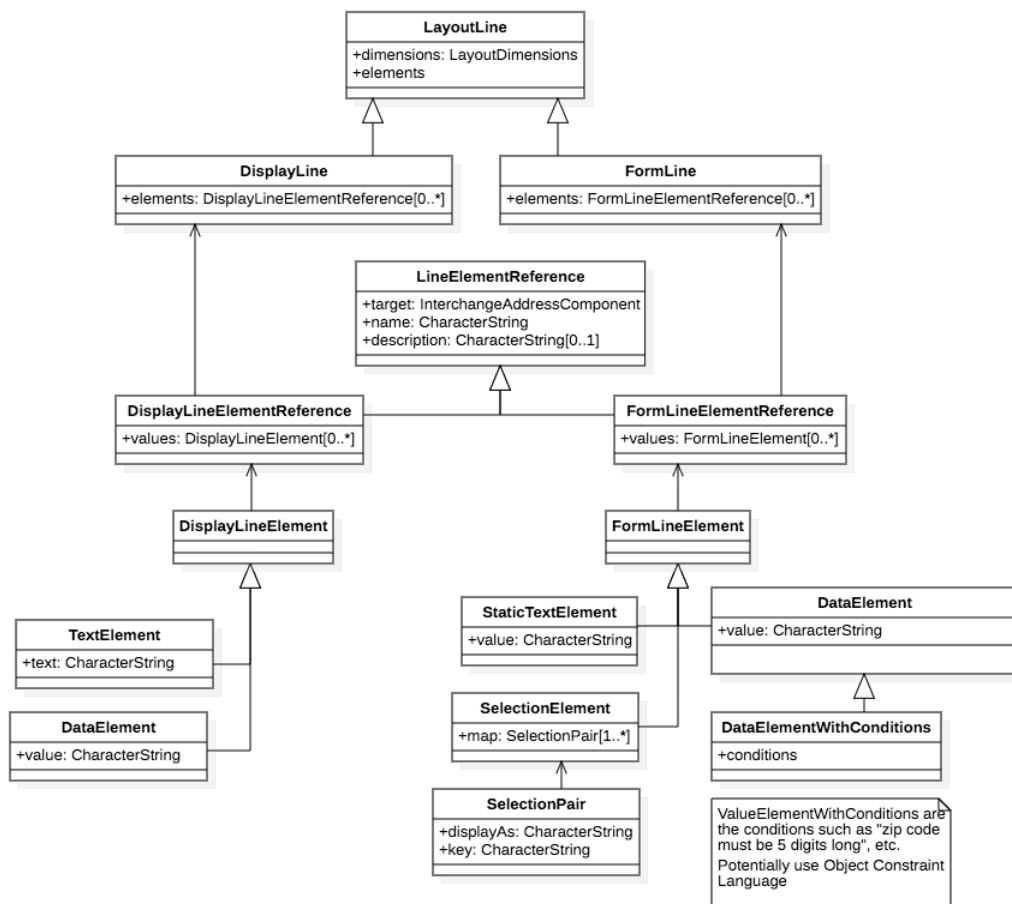 LayoutLine
+dimensions: LayoutDimensions
+elements
DisplayLine
+elements: DisplayLineElementReference[0..*]
FormLine
+elements: FormLineElementReference[0..*]
LineElementReference
+target: InterchangeAddressComponent
+name: CharacterString
+description: CharacterString[0..1]
DisplayLineElementReference
+values: DisplayLineElement[0..*]
FormLineElementReference
+values: FormLineElement[0..*]
DisplayLineElement
FormLineElement
TextElement
+text: CharacterString
DataElement
+value: CharacterString
StaticTextElement
+value: CharacterString
DataElement
+value: CharacterString
SelectionElement
+map: SelectionPair[1..*]
DataElementWithConditions
+conditions
SelectionPair
+displayAs: CharacterString
+key: CharacterString
ValueElementWithConditions are
the conditions such as "zip code
must be 5 digits long", etc.
Potentially use Object Constraint
Language